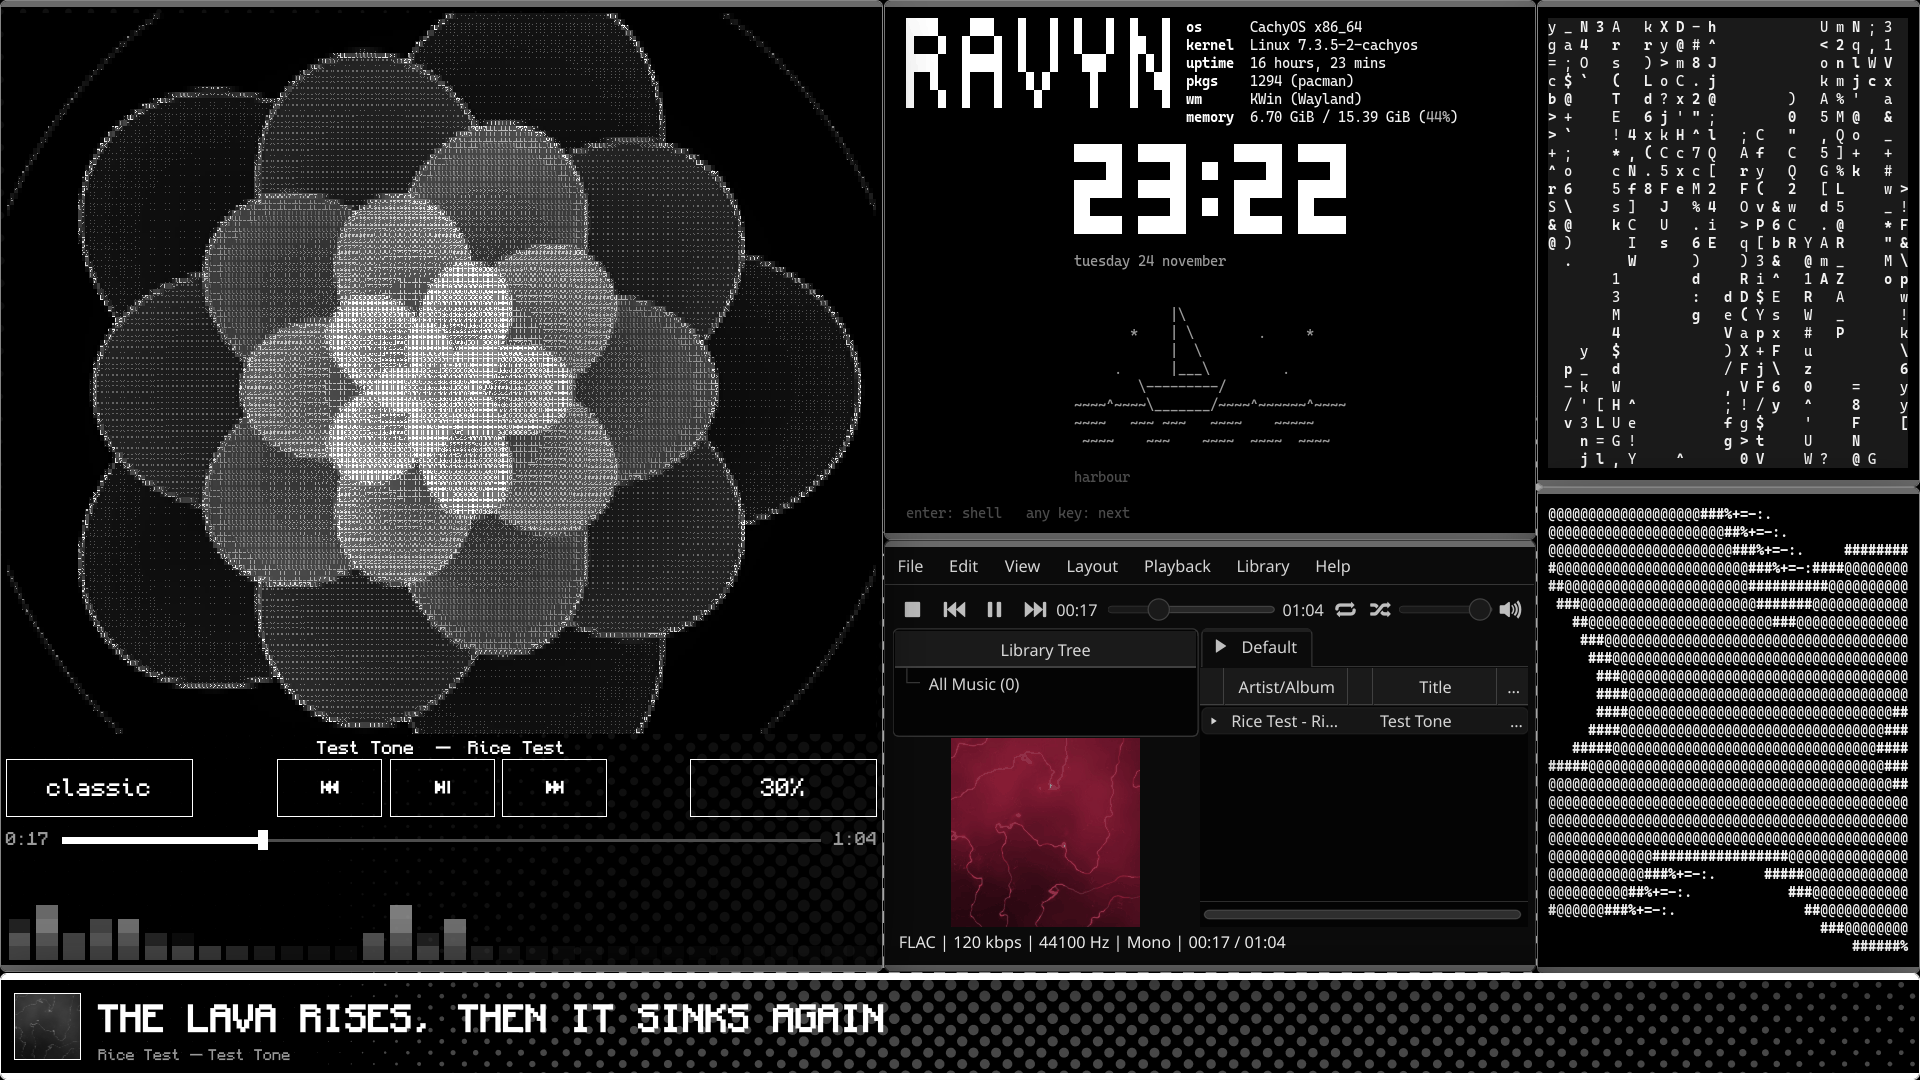 RAVYN
os CachyOS x86_64
kernel Linux 7.3.5-2-cachyos
uptime 16 hours, 23 mins
pkgs 1294 (pacman)
wm KWin (Wayland)
memory 6.70 GiB / 15.39 GiB (44%)
23:22
tuesday 24 november
harbour
enter: shell any key: next
Test Tone — Rice Test
classic
30%
0:17
1:04
File Edit View Layout Playback Library Help
00:17
01:04
Library Tree
All Music (0)
Default
Artist/Album Title ...
Rice Test - Ri... Test Tone ...
FLAC | 120 kbps | 44100 Hz | Mono | 00:17 / 01:04
THE LAVA RISES, THEN IT SINKS AGAIN
Rice Test — Test Tone